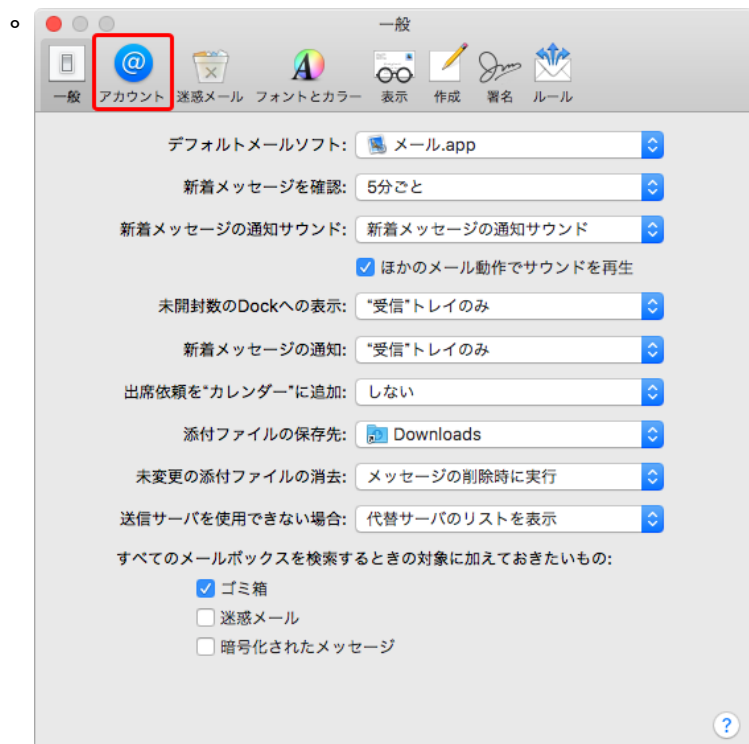 。
一般
一般 アカウント 迷惑メール フォントとカラー 表示 作成 署名 ルール
デフォルトメールソフト: メール.app
新着メッセージを確認: 5分ごと
新着メッセージの通知サウンド: 新着メッセージの通知サウンド
ほかのメール動作でサウンドを再生
未開封数のDockへの表示: “受信”トレイのみ
新着メッセージの通知: “受信”トレイのみ
出席依頼を“カレンダー”に追加: しない
添付ファイルの保存先: Downloads
未変更の添付ファイルの消去: メッセージの削除時に実行
送信サーバを使用できない場合: 代替サーバのリストを表示
すべてのメールボックスを検索するときの対象に加えておきたいもの:
ゴミ箱
迷惑メール
暗号化されたメッセージ
?